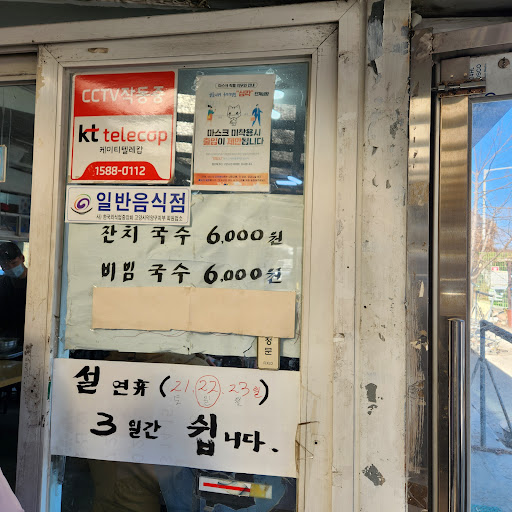 CCTV작동중
kt telecop
케이티텔레캅
1588-0112
마스크 미착용시
출입이 제한됩니다
일반음식점
잔치 국수 6,000원
비빔 국수 6,000원
설 연휴 (21. 22. 23일)
토 일 월
3일간 쉽니다.